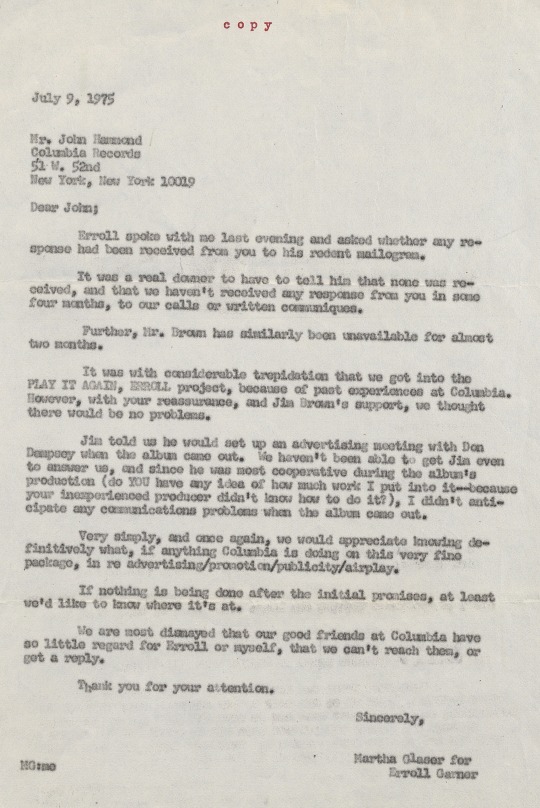 copy
July 9, 1975
Mr. John Hammond
Columbia Records
51 W. 52nd
New York, New York 10019
Dear John;
Erroll spoke with me last evening and asked whether any re-
sponse had been received from you to his redent mailogram.
It was a real downer to have to tell him that none was re-
ceived, and that we haven't received any response from you in some
four months, to our calls or written communiques.
Further, Mr. Brown has similarly been unavailable for almost
two months.
It was with considerable trepidation that we got into the
PLAY IT AGAIN, ERROLL project, because of past experiences at Columbia.
However, with your reassurance, and Jim Brown's support, we thought
there would be no problems.
Jim told us he would set up an advertising meeting with Don
Dempsey when the album came out. We haven't been able to get Jim even
to answer us, and since he was most cooperative during the album's
production (do YOU have any idea of how much work I put into it--because
your inexperienced producer didn't know how to do it?), I didn't anti-
cipate any communications problems when the album came out.
Very simply, and once again, we would appreciate knowing de-
finitively what, if anything Columbia is doing on this very fine
package, in re advertising/promotion/publicity/airplay.
If nothing is being done after the initial promises, at least
we'd like to know where it's at.
We are most dismayed that our good friends at Columbia have
so little regard for Erroll or myself, that we can't reach them, or
get a reply.
Thank you for your attention.
Sincerely,
Martha Glaser for
Erroll Garner
MG:mc